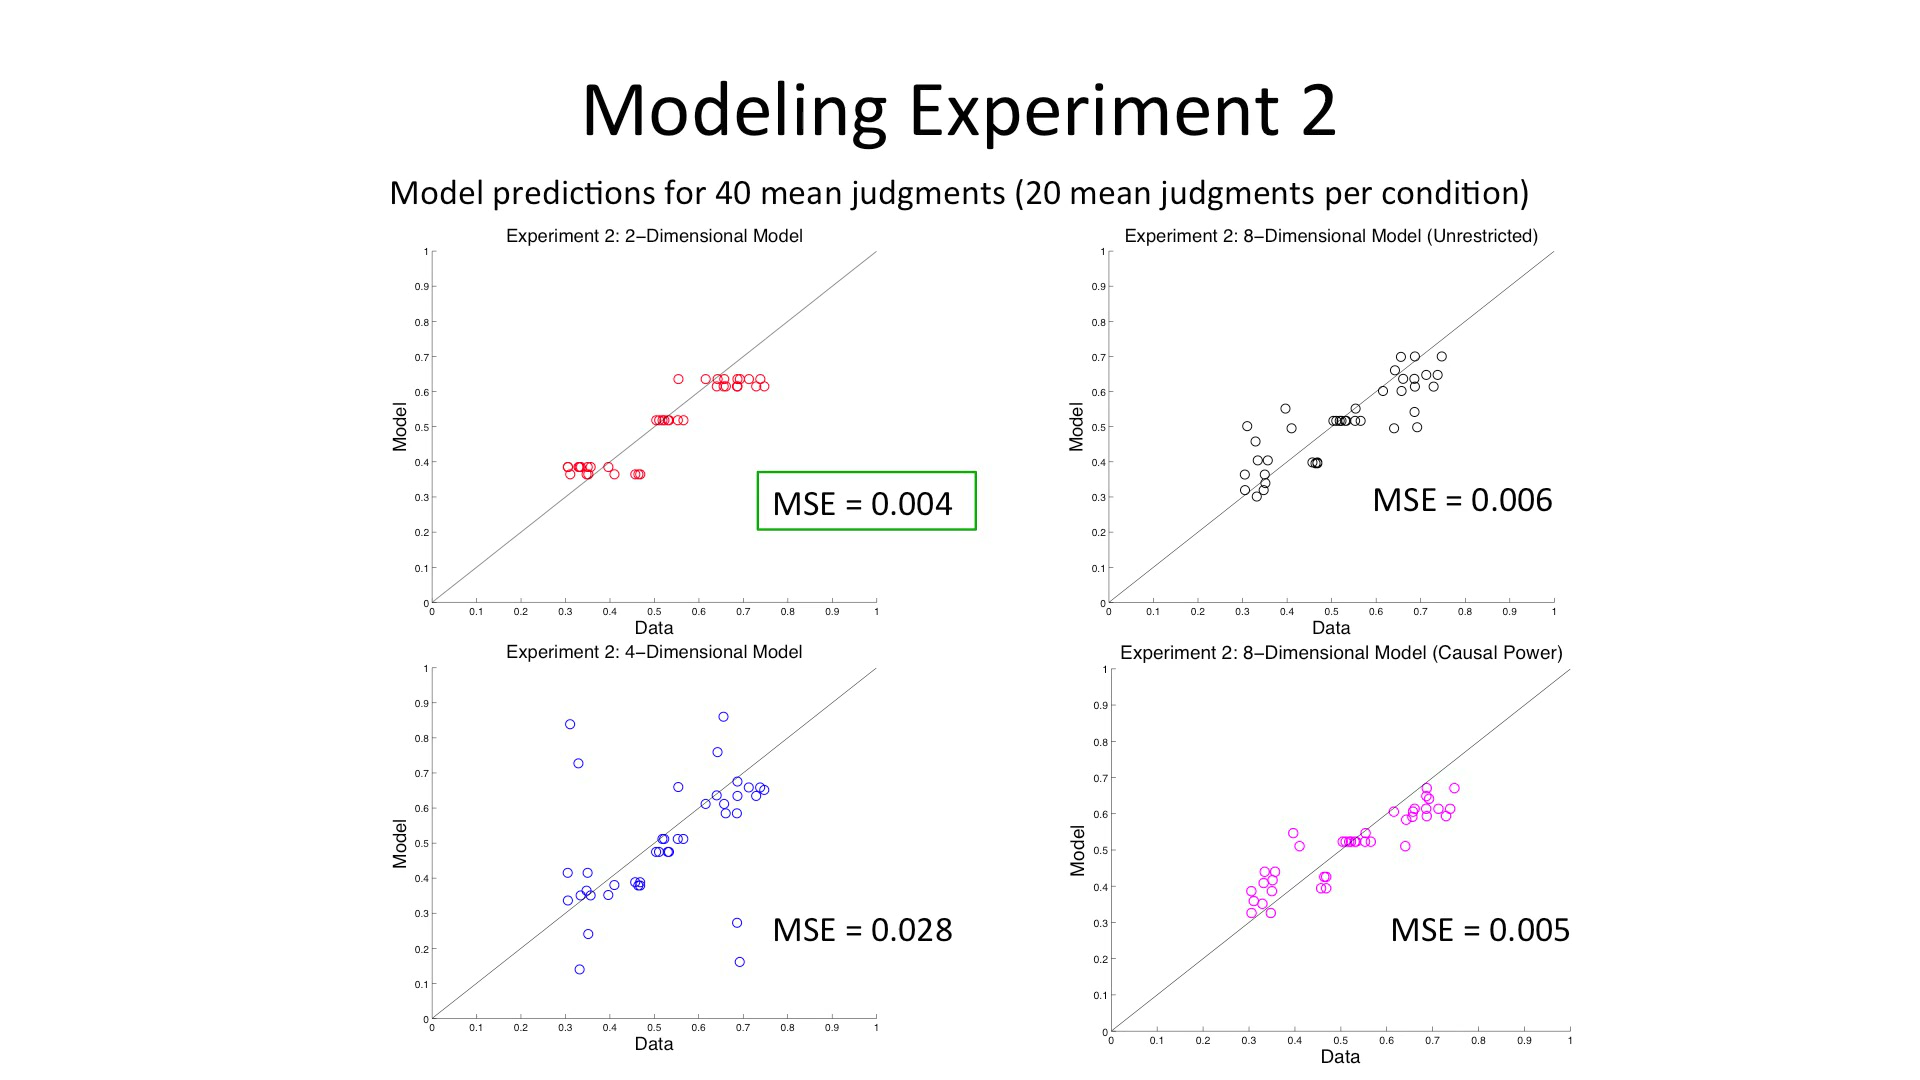 Modeling Experiment 2
Model predictions for 40 mean judgments (20 mean judgments per condition)
Experiment 2: 2–Dimensional Model
1
0.9
0.8
0.7
0.6
0.5
0.4
0.3
0.2
0.1
0
Model
0 0.1 0.2 0.3 0.4 0.5 0.6 0.7 0.8 0.9 1
Data
MSE = 0.004
Experiment 2: 8–Dimensional Model (Unrestricted)
1
0.9
0.8
0.7
0.6
0.5
0.4
0.3
0.2
0.1
0
Model
0 0.1 0.2 0.3 0.4 0.5 0.6 0.7 0.8 0.9 1
Data
MSE = 0.006
Experiment 2: 4–Dimensional Model
1
0.9
0.8
0.7
0.6
0.5
0.4
0.3
0.2
0.1
0
Model
0 0.1 0.2 0.3 0.4 0.5 0.6 0.7 0.8 0.9 1
Data
MSE = 0.028
Experiment 2: 8–Dimensional Model (Causal Power)
1
0.9
0.8
0.7
0.6
0.5
0.4
0.3
0.2
0.1
0
Model
0 0.1 0.2 0.3 0.4 0.5 0.6 0.7 0.8 0.9 1
Data
MSE = 0.005